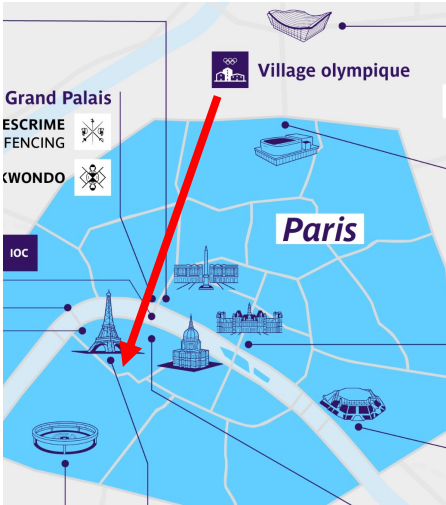 Village olympique
Grand Palais
ESCRIME
FENCING
KWONDO
Paris
IOC